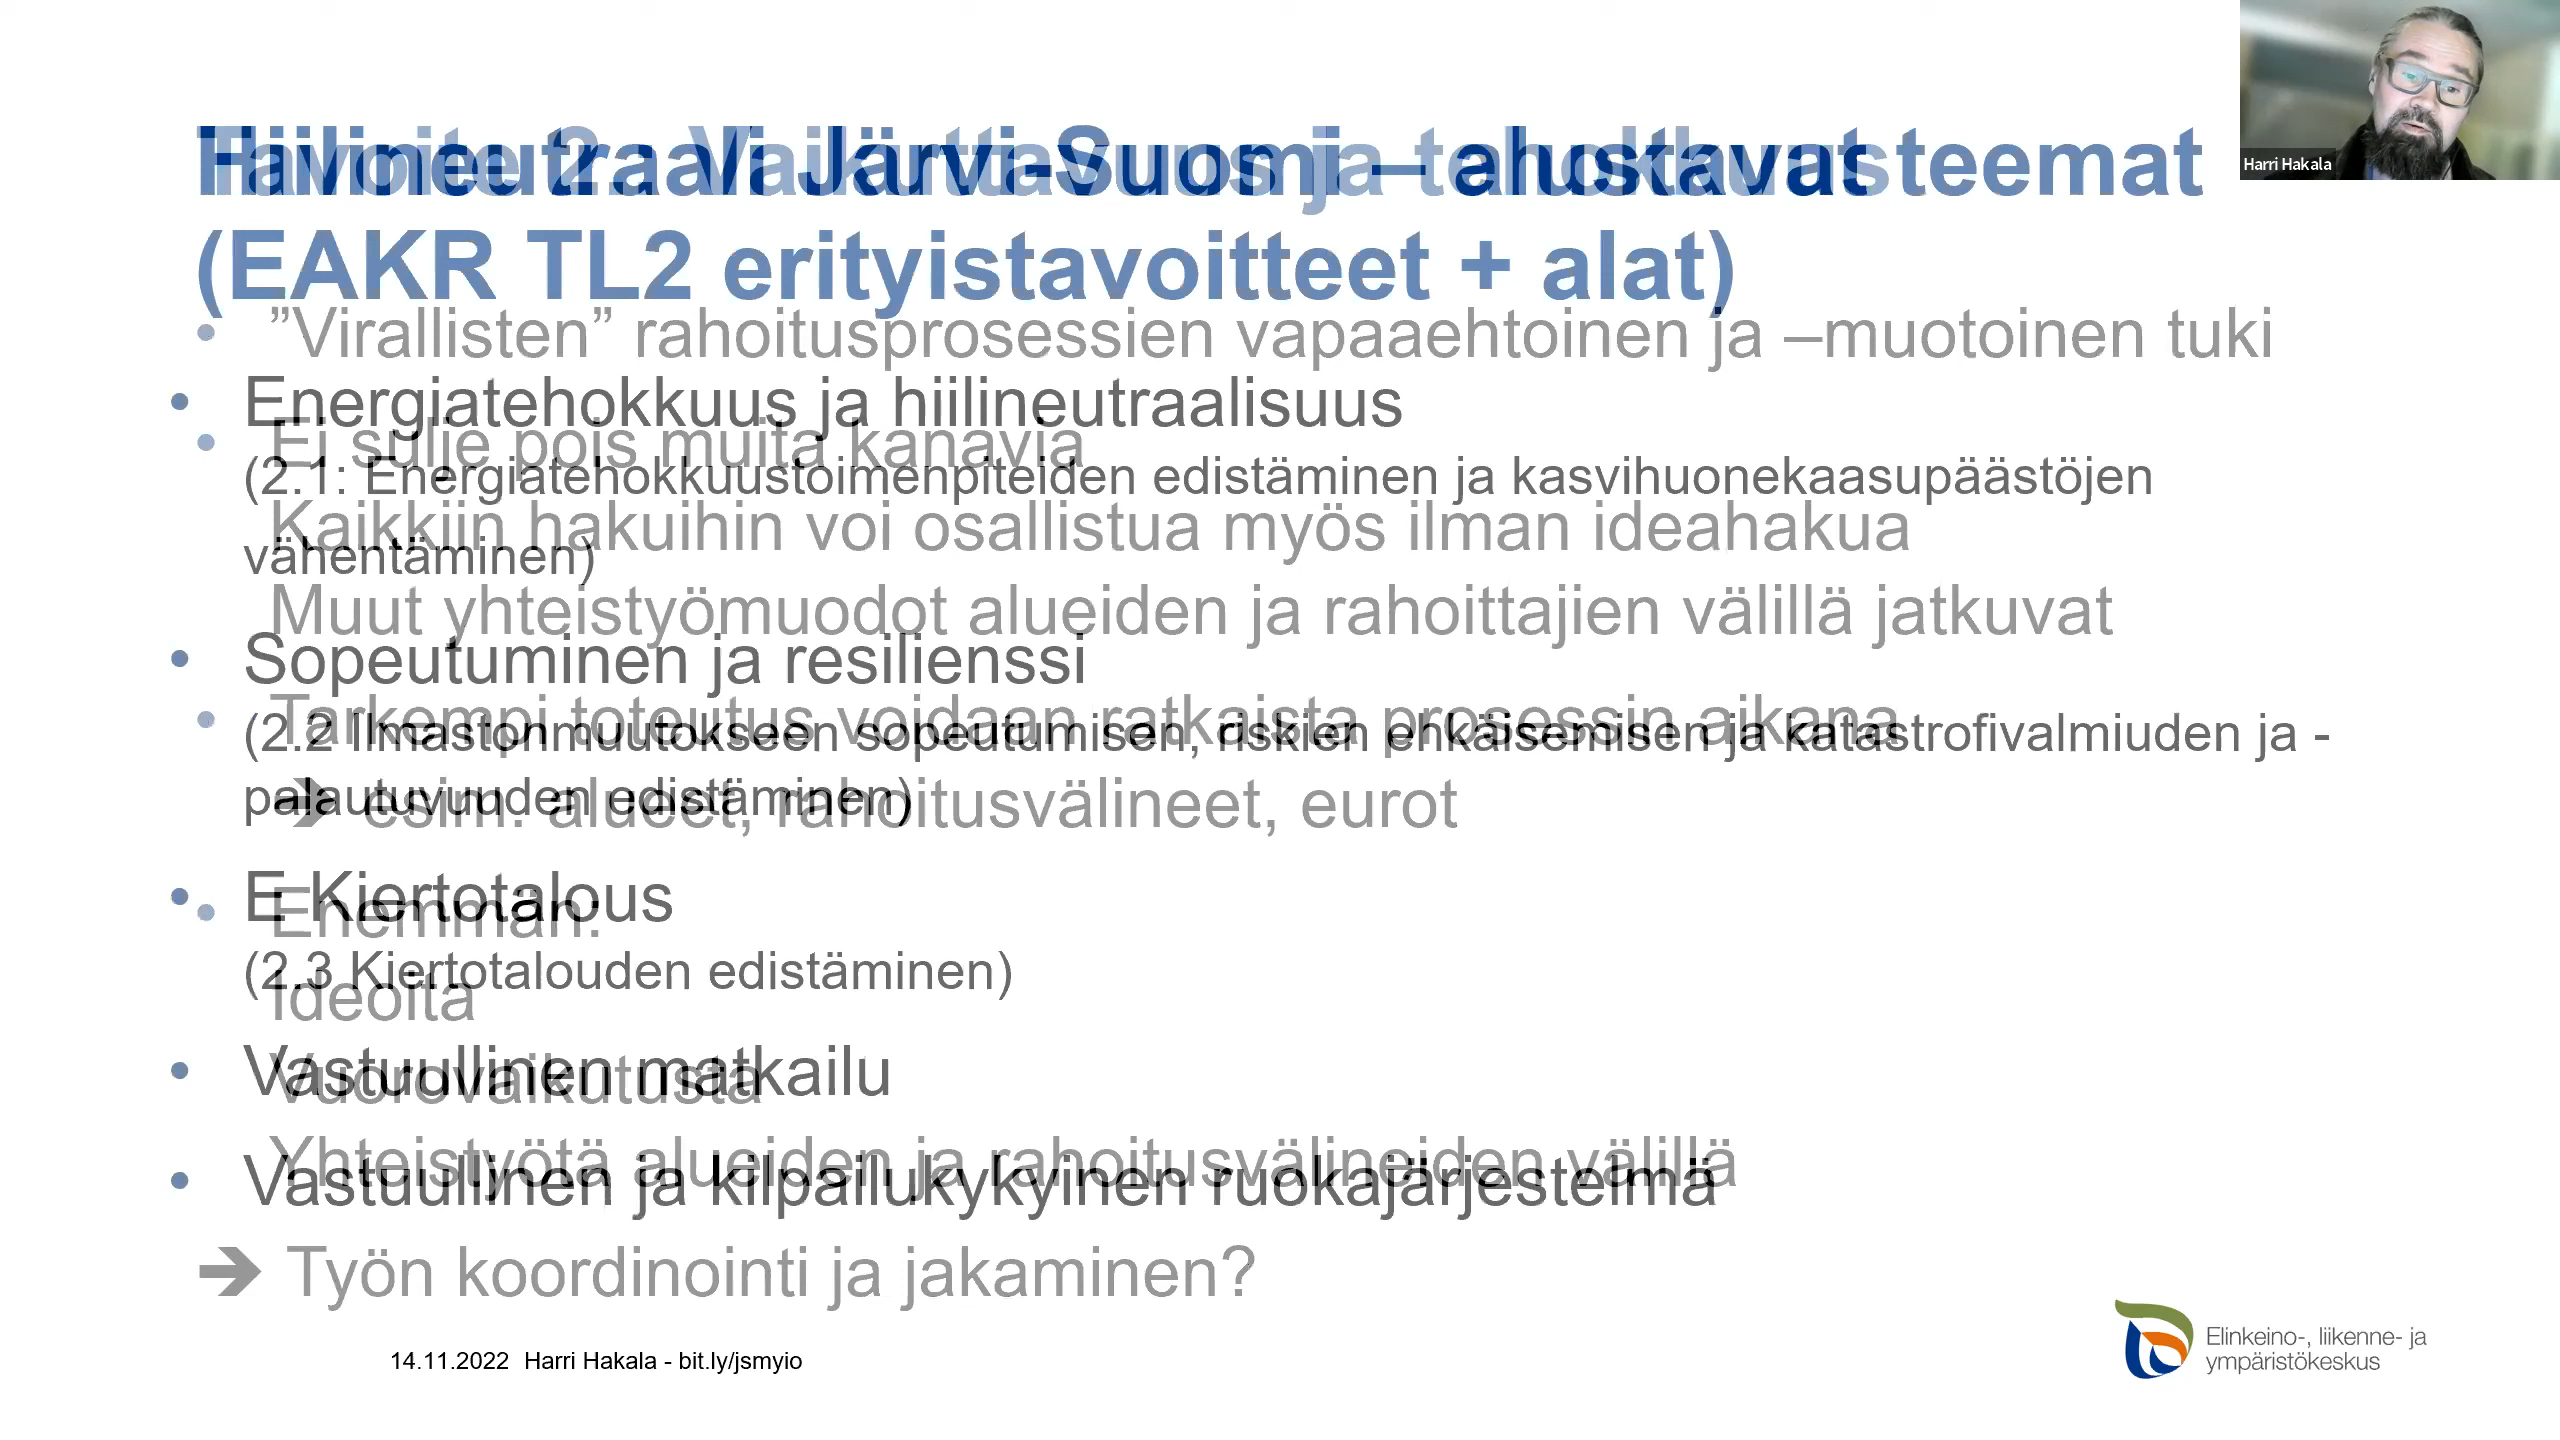 Hiilineutraali Järvi-Suomi – alustavat teemat
(EAKR TL2 erityistavoitteet + alat)
• Energiatehokkuus ja hiilineutraalisuus
(2.1: Energiatehokkuustoimenpiteiden edistäminen ja kasvihuonekaasupäästöjen
vähentäminen)
• Sopeutuminen ja resilienssi
(2.2 Ilmastonmuutokseen sopeutumisen, riskien ehkäisemisen ja katastrofivalmiuden ja -
palautuvuuden edistäminen)
• Kiertotalous
(2.3 Kiertotalouden edistäminen)
• Vastuullinen matkailu
• Vastuullinen ja kilpailukykyinen ruokajärjestelmä
Tavoite 2: Vaikuttavuus ja tehokkuus
• ”Virallisten” rahoitusprosessien vapaaehtoinen ja –muotoinen tuki
• Ei sulje pois muita kanavia
Kaikkiin hakuihin voi osallistua myös ilman ideahakua
Muut yhteistyömuodot alueiden ja rahoittajien välillä jatkuvat
• Tarkempi toteutus voidaan ratkaista prosessin aikana
➔ esim. alueet, rahoitusvälineet, eurot
• Enemmän:
Ideoita
Vuorovaikutusta
Yhteistyötä alueiden ja rahoitusvälineiden välillä
➔ Työn koordinointi ja jakaminen?
14.11.2022 Harri Hakala - bit.ly/jsmyio
Elinkeino-, liikenne- ja
ympäristökeskus
Harri Hakala